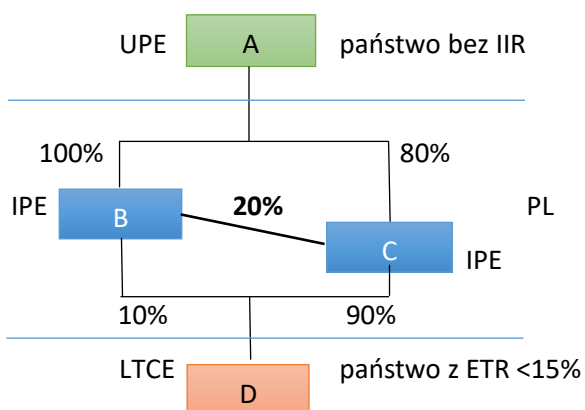 UPE A państwo bez IIR
100% 80%
IPE B 20% C IPE PL
10% 90%
LTCE D państwo z ETR <15%